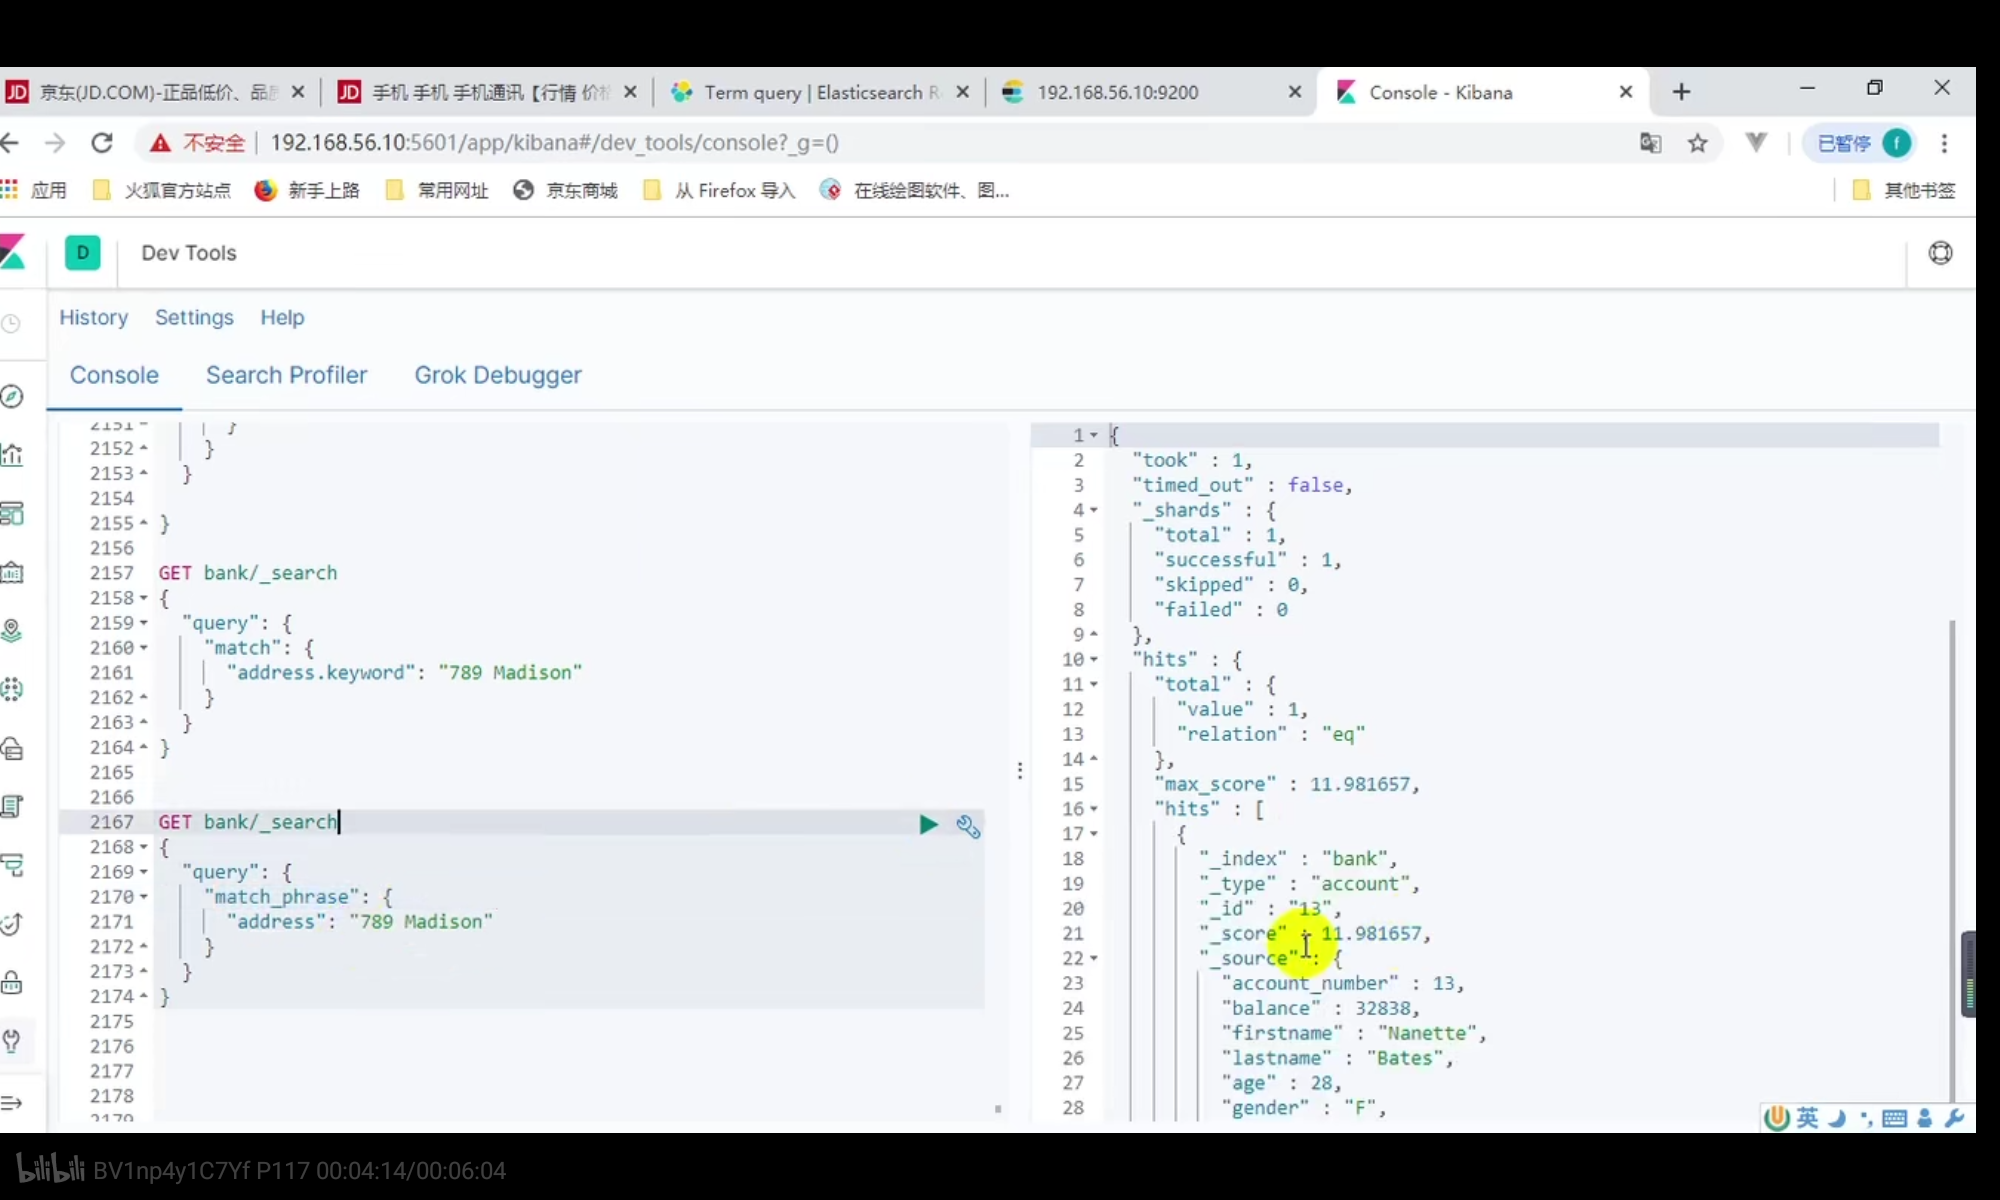 京东(JD.COM)-正品低价、品
手机 手机 手机通讯【行情 价
Term query | Elasticsearch R
192.168.56.10:9200
Console - Kibana
不安全 192.168.56.10:5601/app/kibana#/dev_tools/console?_g=()
已暂停 f
应用 火狐官方站点 新手上路 常用网址 京东商城 从 Firefox 导入 在线绘图软件、图... 其他书签
D Dev Tools
History Settings Help
Console Search Profiler Grok Debugger
2151 }
2152 }
2153 }
2154
2155 }
2156
2157 GET bank/_search
2158 {
2159 "query": {
2160 "match": {
2161 "address.keyword": "789 Madison"
2162 }
2163 }
2164 }
2165
2166
2167 GET bank/_search
2168 {
2169 "query": {
2170 "match_phrase": {
2171 "address": "789 Madison"
2172 }
2173 }
2174 }
2175
2176
2177
2178
2179
1 {
2 "took" : 1,
3 "timed_out" : false,
4 "_shards" : {
5 "total" : 1,
6 "successful" : 1,
7 "skipped" : 0,
8 "failed" : 0
9 },
10 "hits" : {
11 "total" : {
12 "value" : 1,
13 "relation" : "eq"
14 },
15 "max_score" : 11.981657,
16 "hits" : [
17 {
18 "_index" : "bank",
19 "_type" : "account",
20 "_id" : "13",
21 "_score" : 11.981657,
22 "_source" : {
23 "account_number" : 13,
24 "balance" : 32838,
25 "firstname" : "Nanette",
26 "lastname" : "Bates",
27 "age" : 28,
28 "gender" : "F",
英
bilibili BV1np4y1C7Yf P117 00:04:14/00:06:04